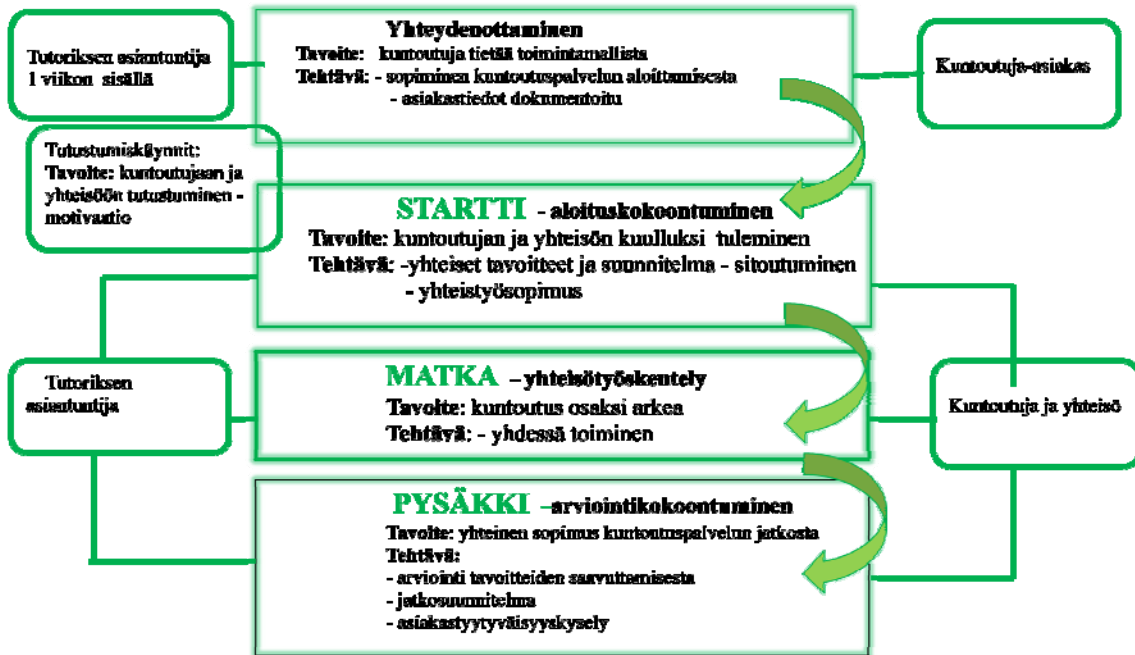 Yhteydenottaminen
Tavoite: kuntoutuja tietää toimintamallista
Tehtävä: - sopiminen kuntoutuspalvelun aloittamisesta
- asiakastiedot dokumentoitu
Tutoriksen asiantuntija
1 viikon sisällä
Kuntoutuja-asiakas
Tutustumiskäynnit:
Tavoite: kuntoutujaan ja
yhteisöön tutustuminen -
motivaatio
STARTTI - aloituskokoontuminen
Tavoite: kuntoutujan ja yhteisön kuulluksi tuleminen
Tehtävä: -yhteiset tavoitteet ja suunnitelma - sitoutuminen
- yhteistyösopimus
MATKA –yhteisötyöskentely
Tavoite: kuntoutus osaksi arkea
Tehtävä: - yhdessä toiminen
Tutoriksen
asiantuntija
Kuntoutuja ja yhteisö
PYSÄKKI –arviointikokoontuminen
Tavoite: yhteinen sopimus kuntoutuspalvelun jatkosta
Tehtävä:
- arviointi tavoitteiden saavuttamisesta
- jatkosuunnitelma
- asiakastyytyväisyyskysely